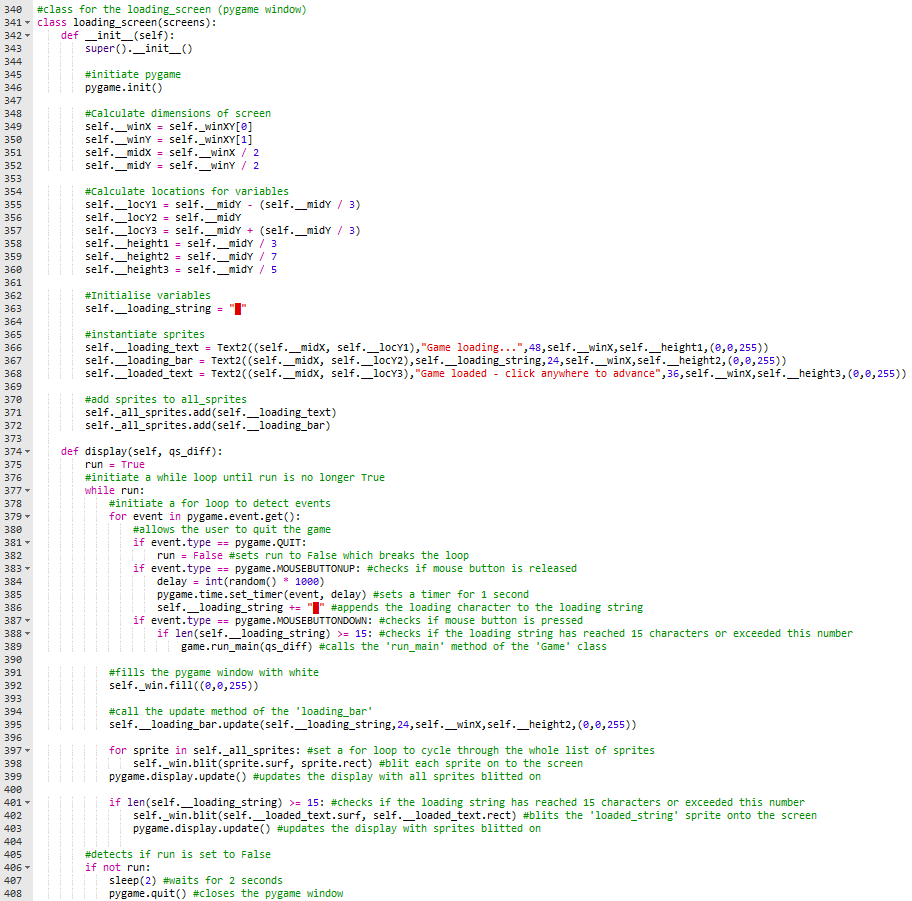 340 #class for the loading_screen (pygame window)
341 class loading_screen(screens):
342 def __init__(self):
343 super().__init__()
344
345 #initiate pygame
346 pygame.init()
347
348 #Calculate dimensions of screen
349 self.__winX = self._winXY[0]
350 self.__winY = self._winXY[1]
351 self.__midX = self.__winX / 2
352 self.__midY = self.__winY / 2
353
354 #Calculate locations for variables
355 self.__locY1 = self.__midY - (self.__midY / 3)
356 self.__locY2 = self.__midY
357 self.__locY3 = self.__midY + (self.__midY / 3)
358 self.__height1 = self.__midY / 3
359 self.__height2 = self.__midY / 7
360 self.__height3 = self.__midY / 5
361
362 #Initialise variables
363 self.__loading_string = "█"
364
365 #instantiate sprites
366 self.__loading_text = Text2((self.__midX, self.__locY1),"Game loading...",48,self.__winX,self.__height1,(0,0,255))
367 self.__loading_bar = Text2((self.__midX, self.__locY2),self.__loading_string,24,self.__winX,self.__height2,(0,0,255))
368 self.__loaded_text = Text2((self.__midX, self.__locY3),"Game loaded - click anywhere to advance",36,self.__winX,self.__height3,(0,0,255))
369
370 #add sprites to all_sprites
371 self._all_sprites.add(self.__loading_text)
372 self._all_sprites.add(self.__loading_bar)
373
374 def display(self, qs_diff):
375 run = True
376 #initiate a while loop until run is no longer True
377 while run:
378 #initiate a for loop to detect events
379 for event in pygame.event.get():
380 #allows the user to quit the game
381 if event.type == pygame.QUIT:
382 run = False #sets run to False which breaks the loop
383 if event.type == pygame.MOUSEBUTTONUP: #checks if mouse button is released
384 delay = int(random() * 1000)
385 pygame.time.set_timer(event, delay) #sets a timer for 1 second
386 self.__loading_string += "█" #appends the loading character to the loading string
387 if event.type == pygame.MOUSEBUTTONDOWN: #checks if mouse button is pressed
388 if len(self.__loading_string) >= 15: #checks if the loading string has reached 15 characters or exceeded this number
389 game.run_main(qs_diff) #calls the 'run_main' method of the 'Game' class
390
391 #fills the pygame window with white
392 self._win.fill((0,0,255))
393
394 #call the update method of the 'loading_bar'
395 self.__loading_bar.update(self.__loading_string,24,self.__winX,self.__height2,(0,0,255))
396
397 for sprite in self._all_sprites: #set a for loop to cycle through the whole list of sprites
398 self._win.blit(sprite.surf, sprite.rect) #blit each sprite on to the screen
399 pygame.display.update() #updates the display with all sprites blitted on
400
401 if len(self.__loading_string) >= 15: #checks if the loading string has reached 15 characters or exceeded this number
402 self._win.blit(self.__loaded_text.surf, self.__loaded_text.rect) #blits the 'loaded_string' sprite onto the screen
403 pygame.display.update() #updates the display with sprites blitted on
404
405 #detects if run is set to False
406 if not run:
407 sleep(2) #waits for 2 seconds
408 pygame.quit() #closes the pygame window